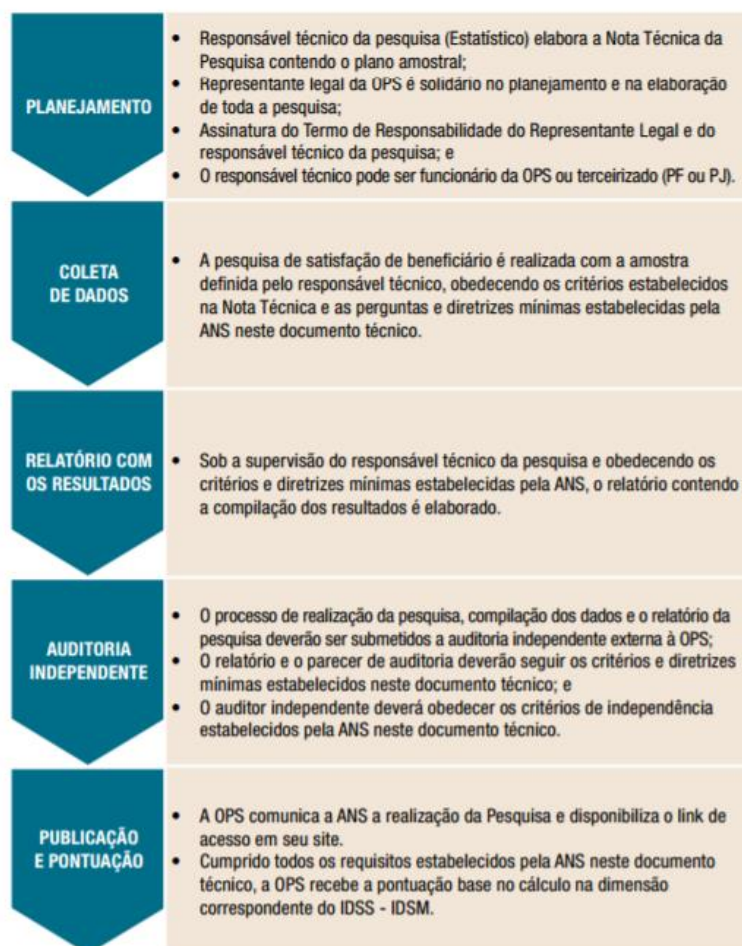 PLANEJAMENTO
• Responsável técnico da pesquisa (Estatístico) elabora a Nota Técnica da
Pesquisa contendo o plano amostral;
• Representante legal da OPS é solidário no planejamento e na elaboração
de toda a pesquisa;
• Assinatura do Termo de Responsabilidade do Representante Legal e do
responsável técnico da pesquisa; e
• O responsável técnico pode ser funcionário da OPS ou terceirizado (PF ou PJ).
COLETA
DE DADOS
• A pesquisa de satisfação de beneficiário é realizada com a amostra
definida pelo responsável técnico, obedecendo os critérios estabelecidos
na Nota Técnica e as perguntas e diretrizes mínimas estabelecidas pela
ANS neste documento técnico.
RELATÓRIO COM
OS RESULTADOS
• Sob a supervisão do responsável técnico da pesquisa e obedecendo os
critérios e diretrizes mínimas estabelecidas pela ANS, o relatório contendo
a compilação dos resultados é elaborado.
AUDITORIA
INDEPENDENTE
• O processo de realização da pesquisa, compilação dos dados e o relatório da
pesquisa deverão ser submetidos a auditoria independente externa à OPS;
• O relatório e o parecer de auditoria deverão seguir os critérios e diretrizes
mínimas estabelecidos neste documento técnico; e
• O auditor independente deverá obedecer os critérios de independência
estabelecidos pela ANS neste documento técnico.
PUBLICAÇÃO
E PONTUAÇÃO
• A OPS comunica a ANS a realização da Pesquisa e disponibiliza o link de
acesso em seu site.
• Cumprido todos os requisitos estabelecidos pela ANS neste documento
técnico, a OPS recebe a pontuação base no cálculo na dimensão
correspondente do IDSS - IDSM.